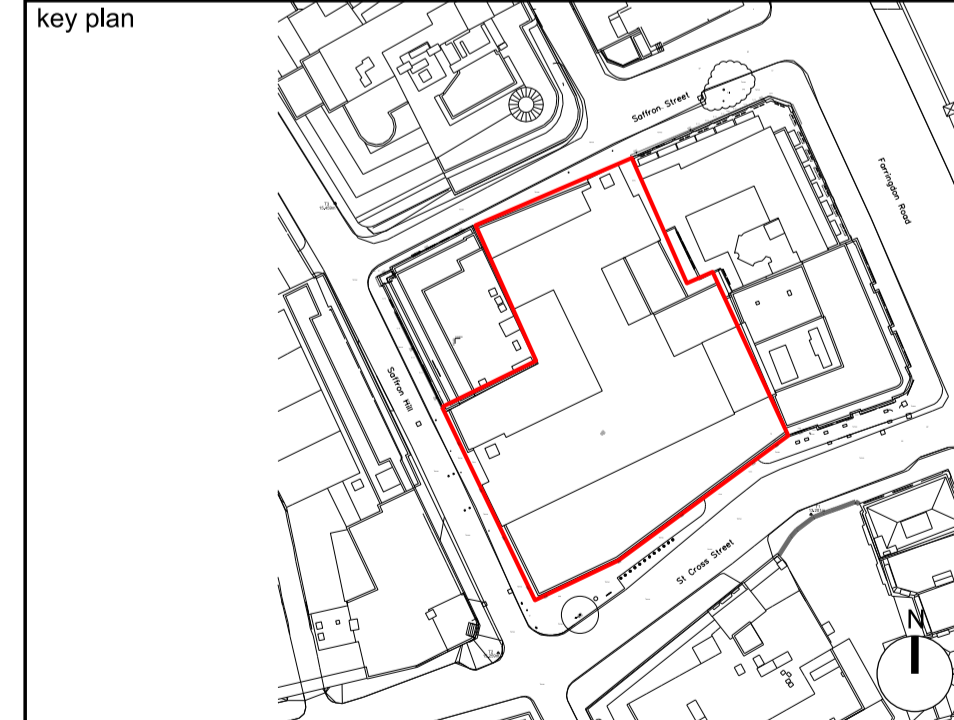 key plan
Saffron Street
Farringdon Road
Saffron Hill
St Cross Street
N